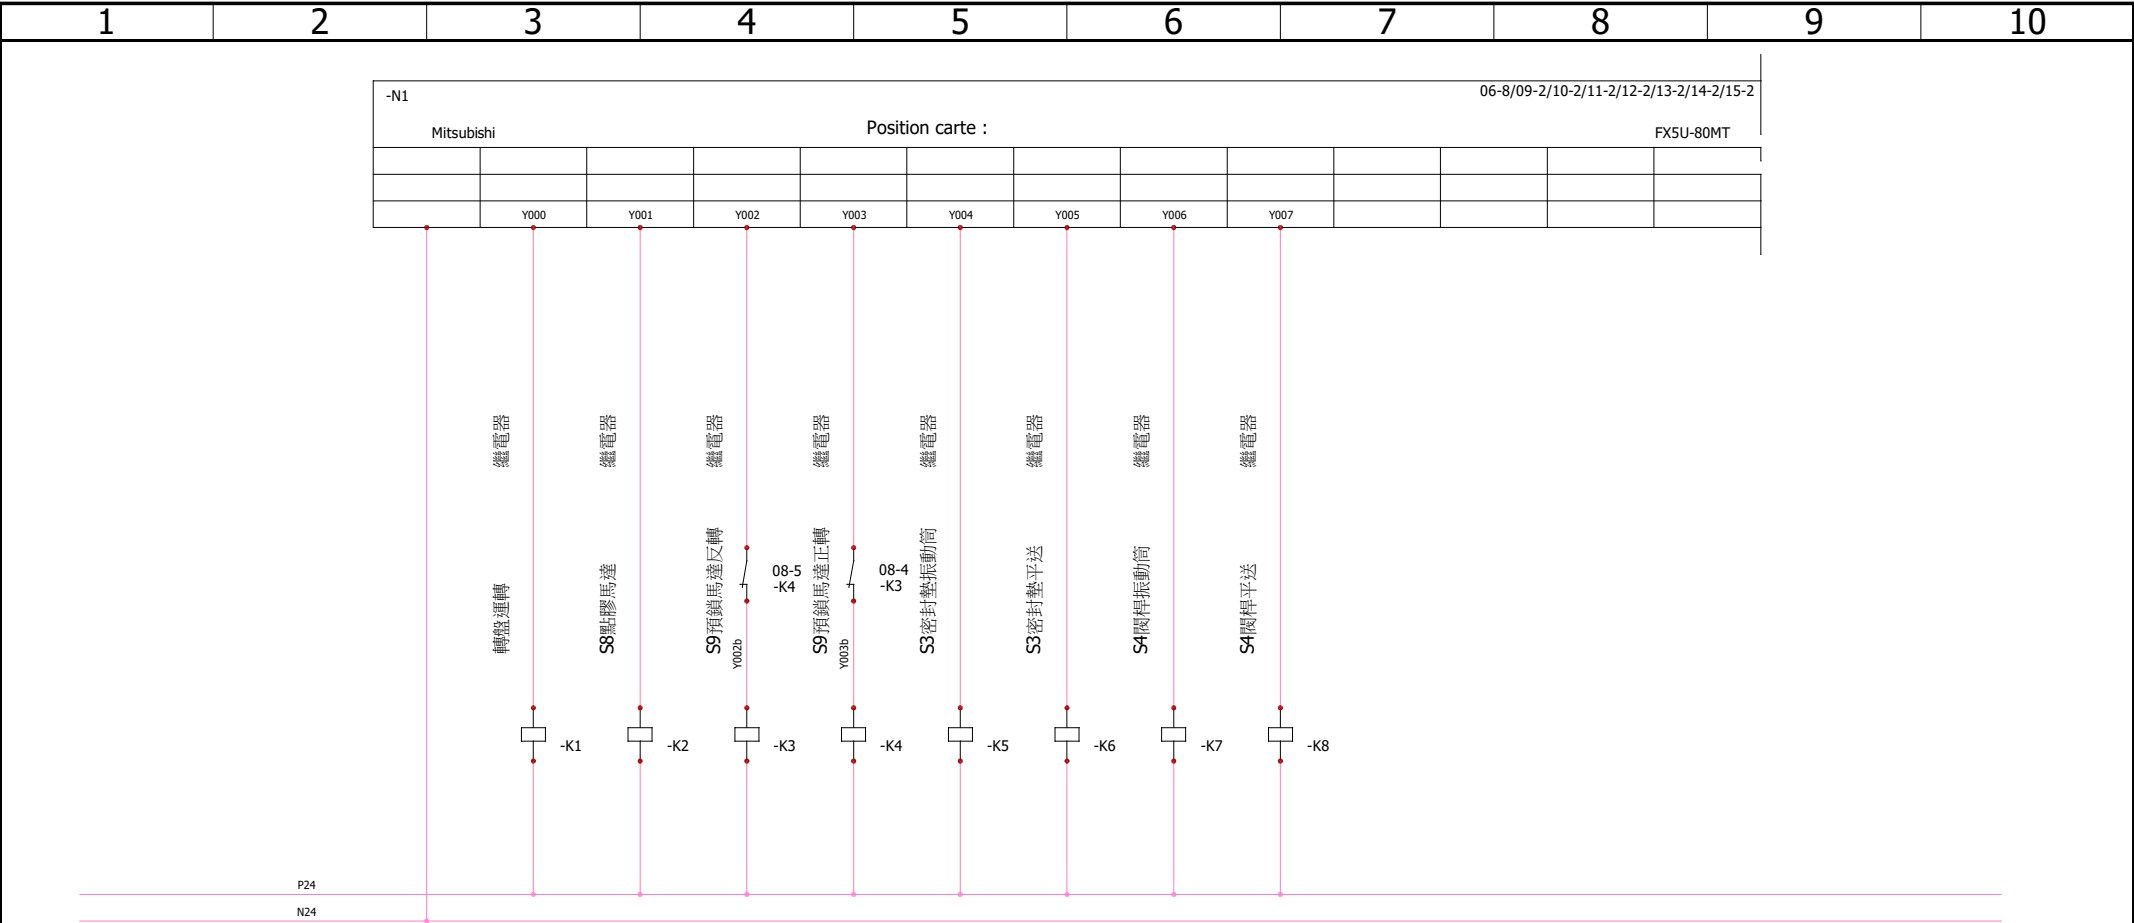 1 2 3 4 5 6 7 8 9 10
-N1 06-8/09-2/10-2/11-2/12-2/13-2/14-2/15-2
Mitsubishi Position carte : FX5U-80MT
Y000 Y001 Y002 Y003 Y004 Y005 Y006 Y007
轉盤運轉 繼電器
S8點膠馬達 繼電器
S9預鎖馬達反轉 繼電器
Y002b
08-5
-K4
S9預鎖馬達正轉 繼電器
Y003b
08-4
-K3
S3密封墊振動筒 繼電器
S3密封墊平送 繼電器
S4閥桿振動筒 繼電器
S4閥桿平送 繼電器
-K1 -K2 -K3 -K4 -K5 -K6 -K7 -K8
P24
N24